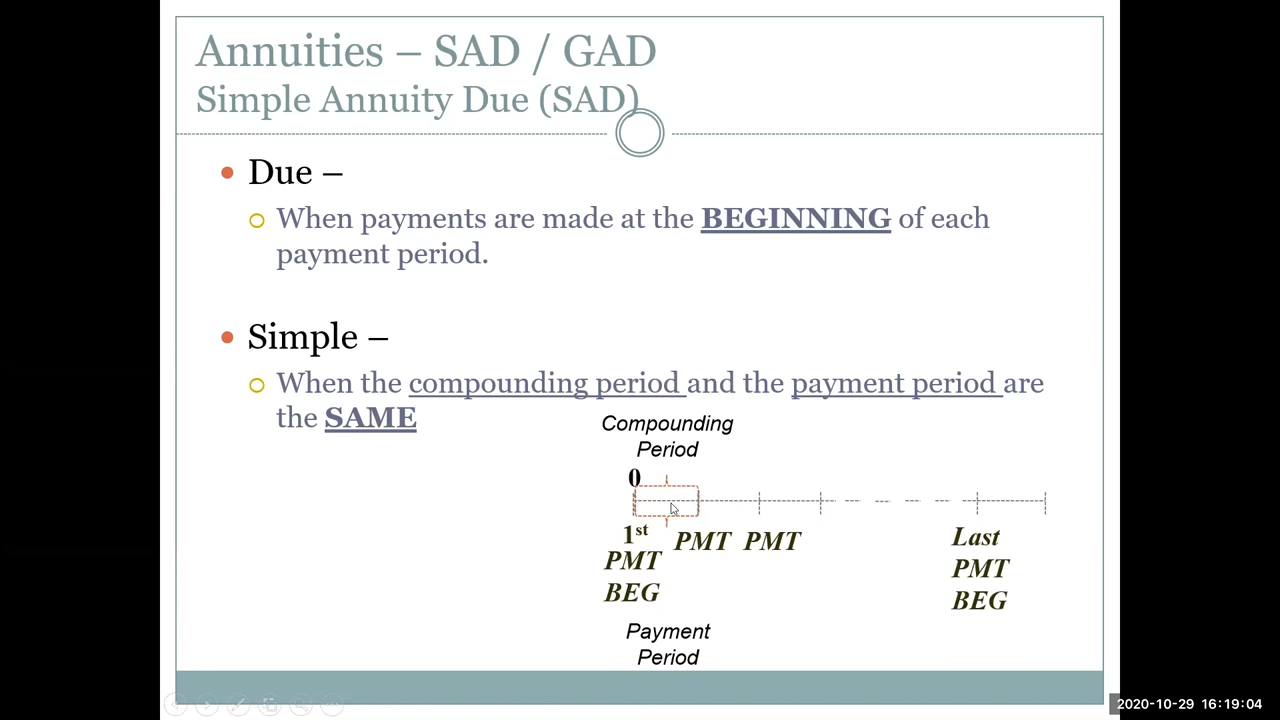 Annuities – SAD / GAD
Simple Annuity Due (SAD)
Due –
When payments are made at the BEGINNING of each
payment period.
Simple –
When the compounding period and the payment period are
the SAME
Compounding
Period
0
1st
PMT
BEG
PMT
PMT
Last
PMT
BEG
Payment
Period
2020-10-29 16:19:04